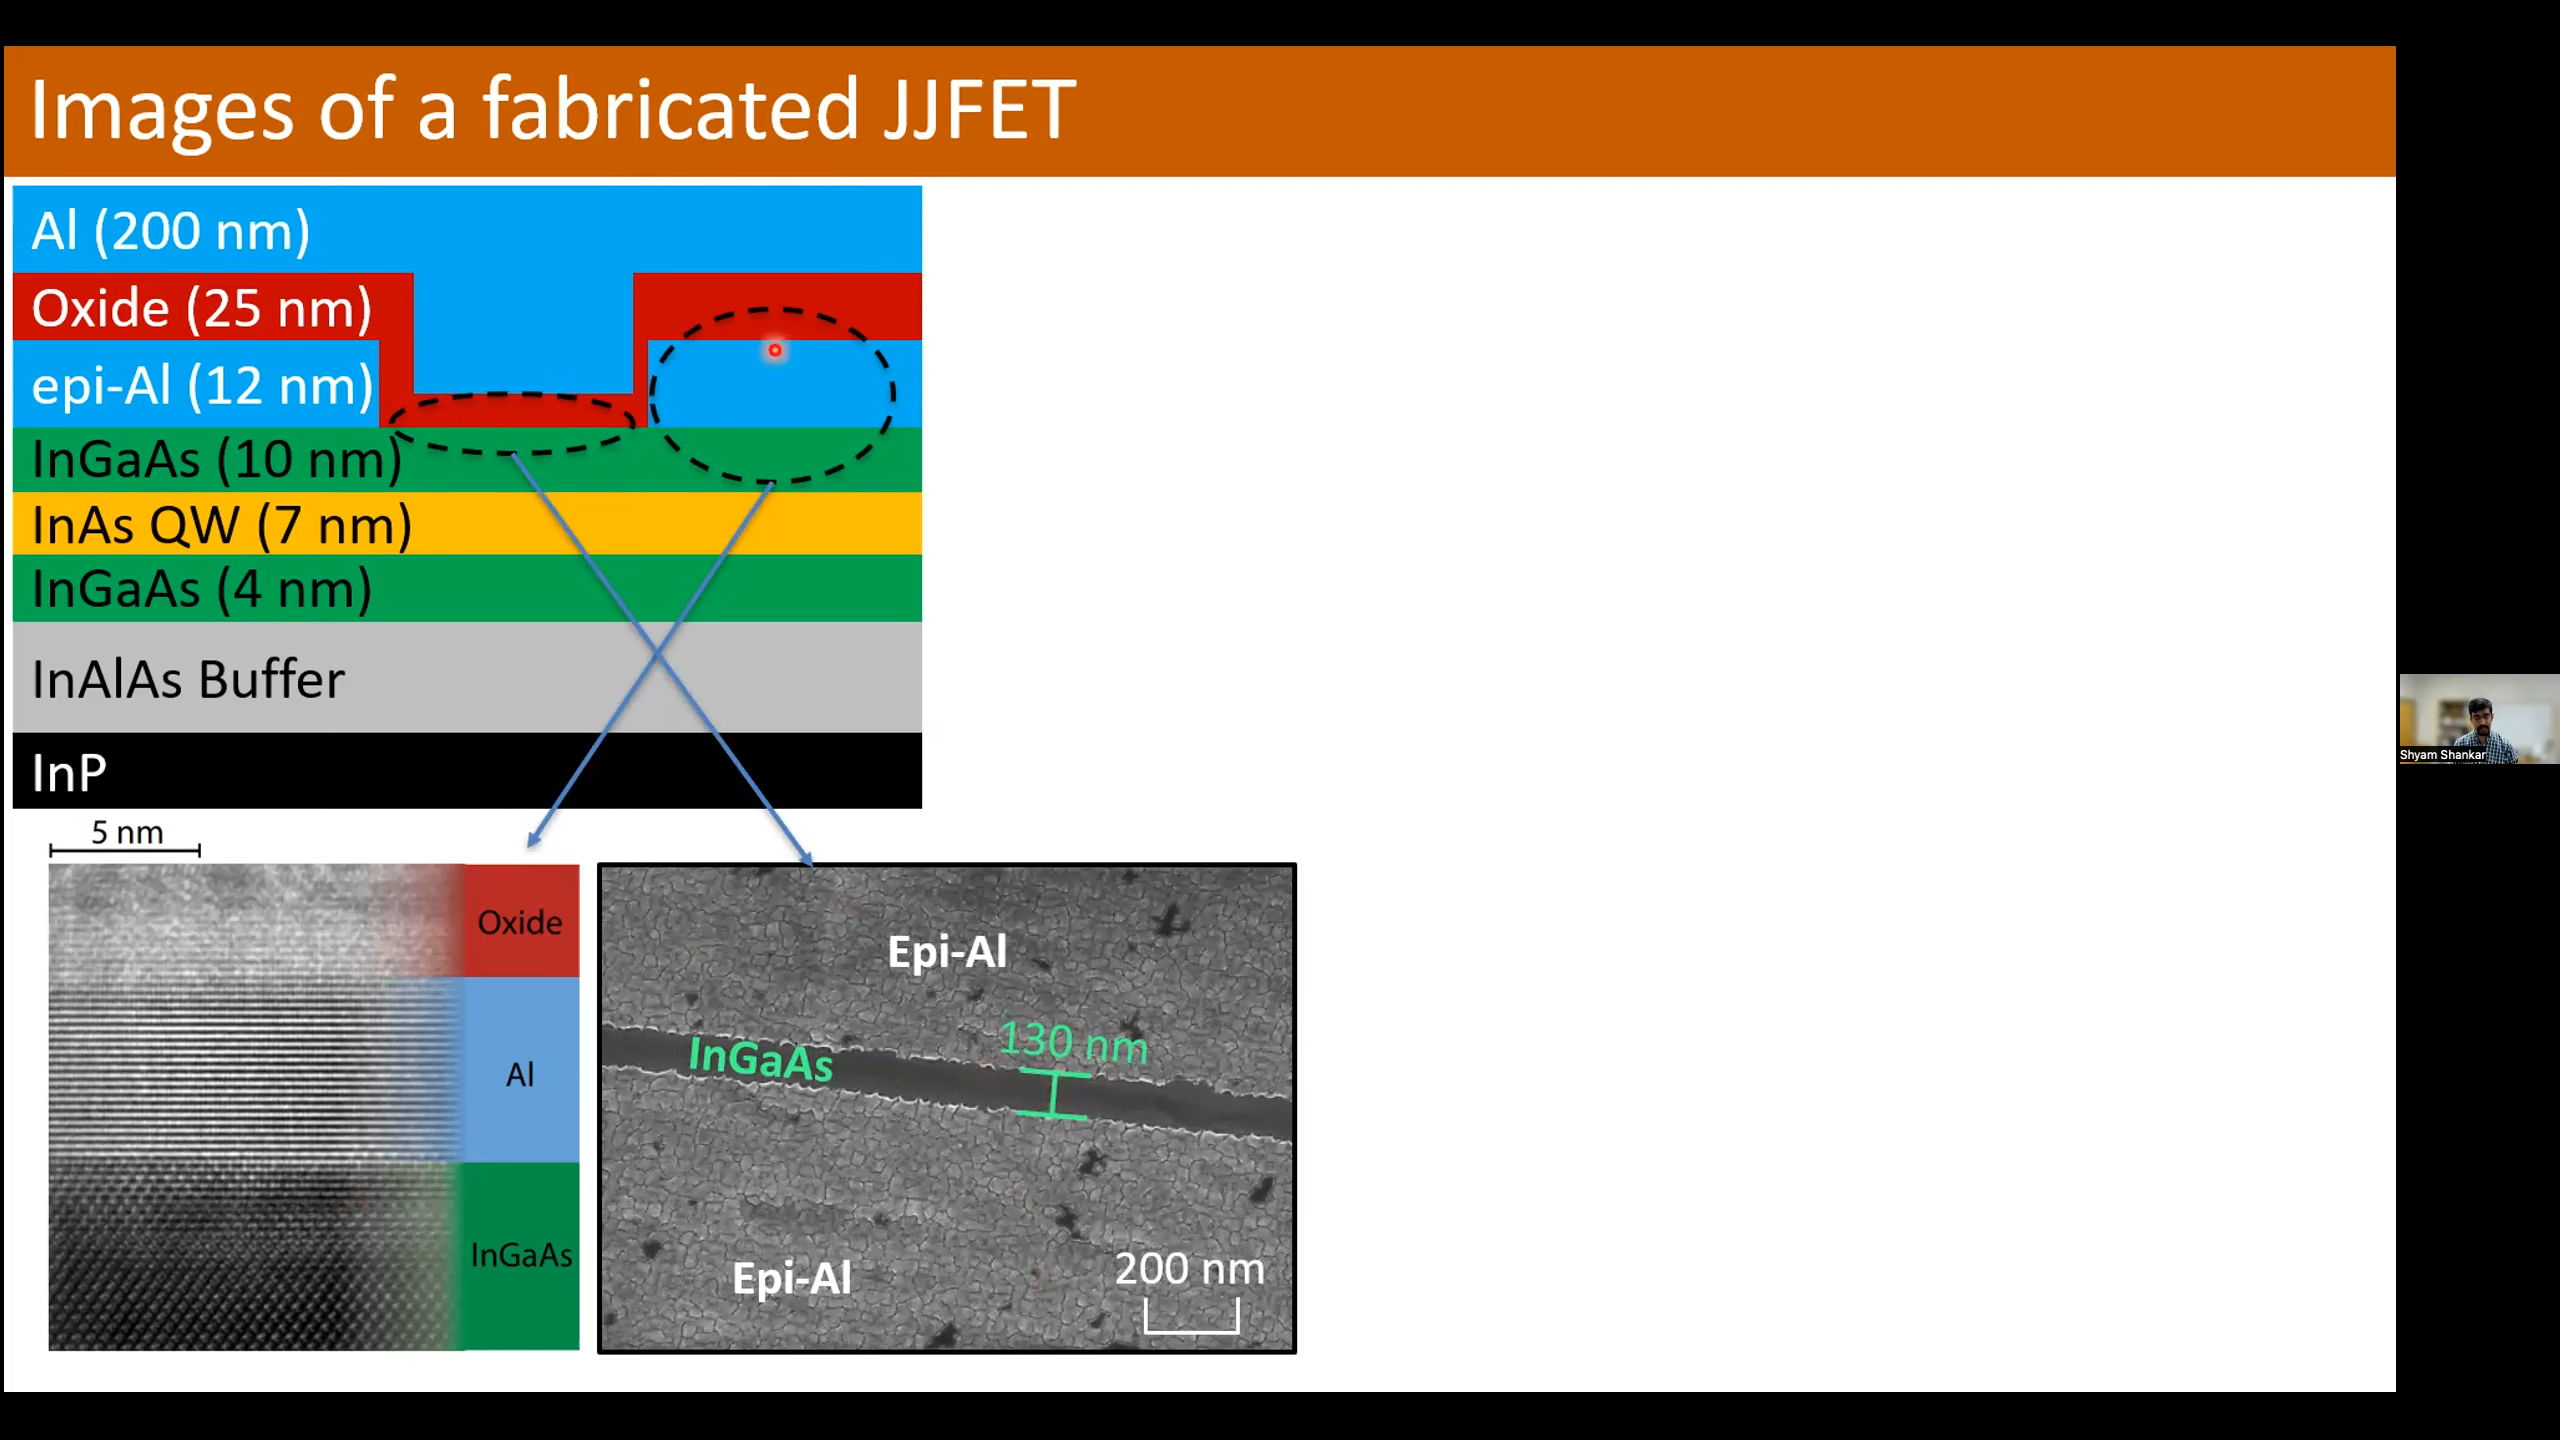 Images of a fabricated JJFET
Al (200 nm)
Oxide (25 nm)
epi-Al (12 nm)
InGaAs (10 nm)
InAs QW (7 nm)
InGaAs (4 nm)
InAlAs Buffer
InP
5 nm
Oxide
Al
InGaAs
Epi-Al
130 nm
InGaAs
Epi-Al
200 nm
Shyam Shankar